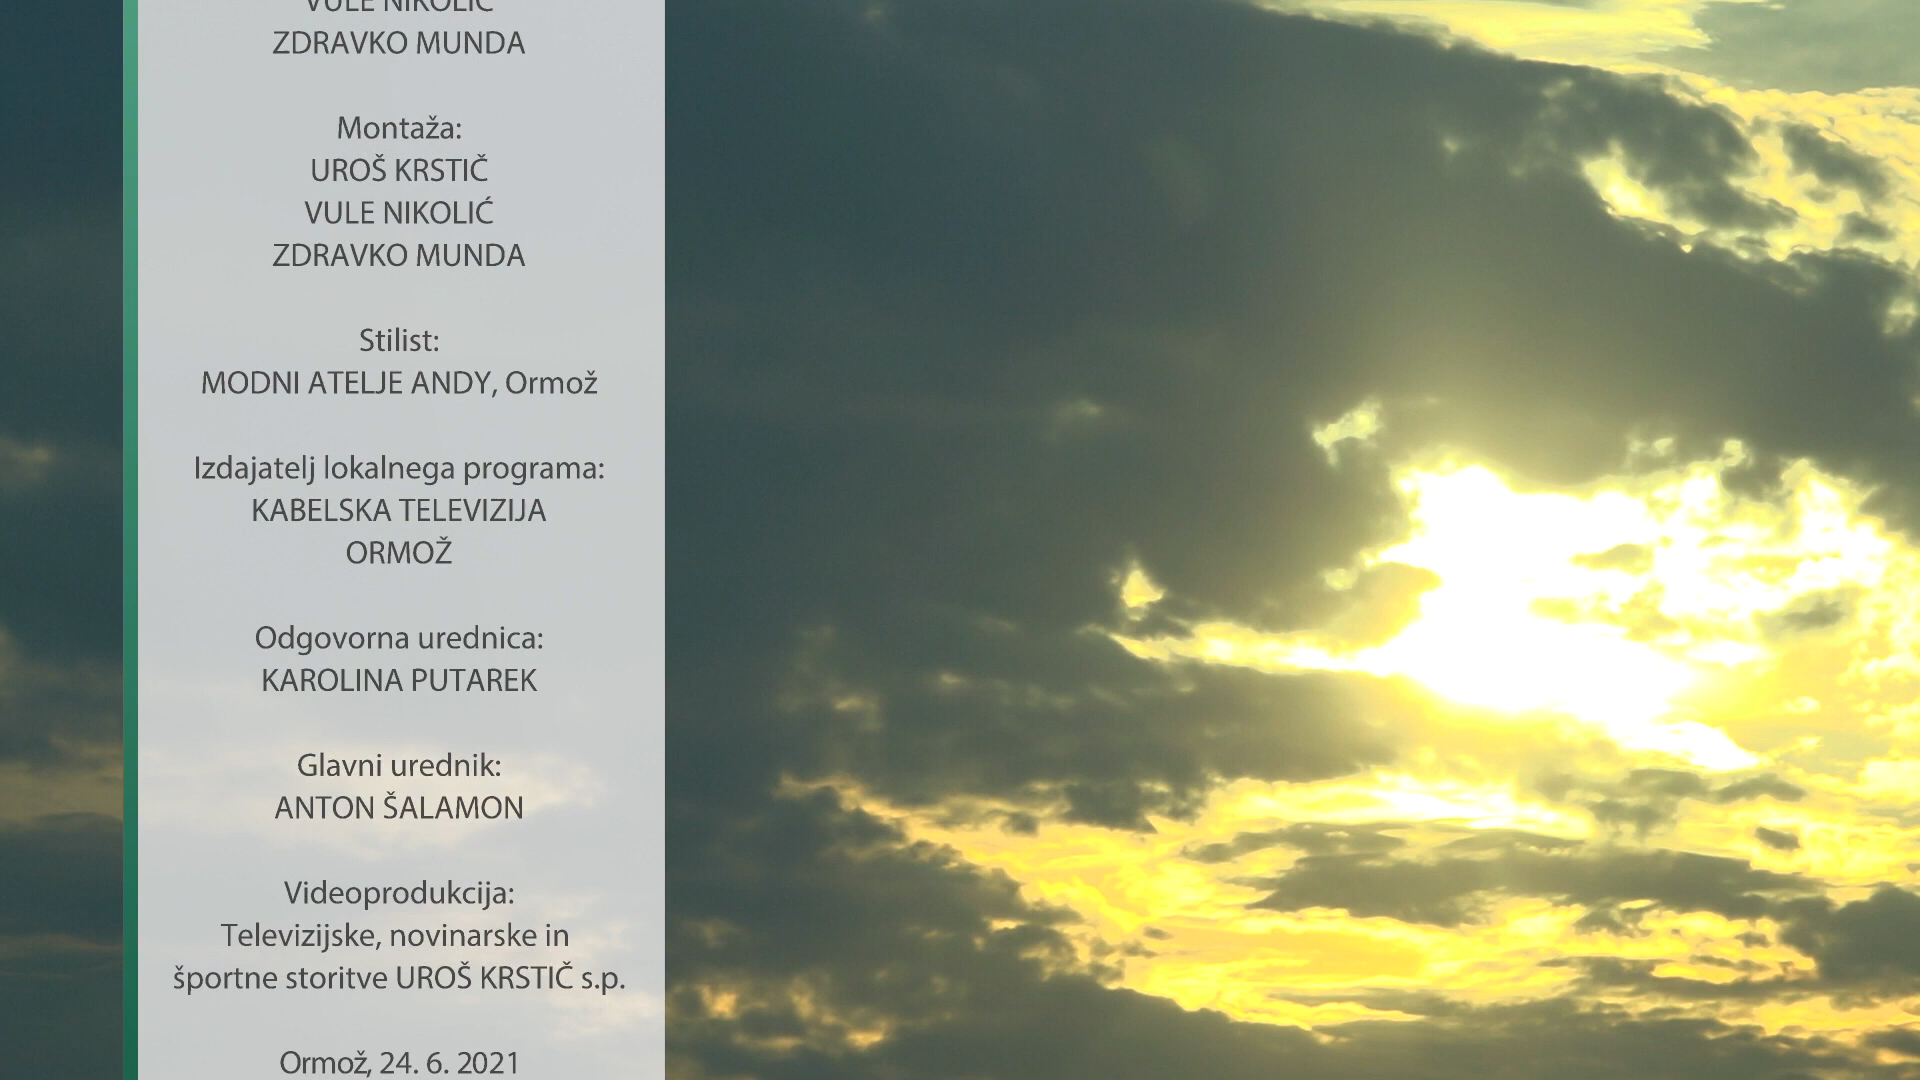 VULE NIKOLIĆ
ZDRAVKO MUNDA
Montaža:
UROŠ KRSTIČ
VULE NIKOLIĆ
ZDRAVKO MUNDA
Stilist:
MODNI ATELJE ANDY, Ormož
Izdajatelj lokalnega programa:
KABELSKA TELEVIZIJA
ORMOŽ
Odgovorna urednica:
KAROLINA PUTAREK
Glavni urednik:
ANTON ŠALAMON
Videoprodukcija:
Televizijske, novinarske in
športne storitve UROŠ KRSTIČ s.p.
Ormož, 24. 6. 2021